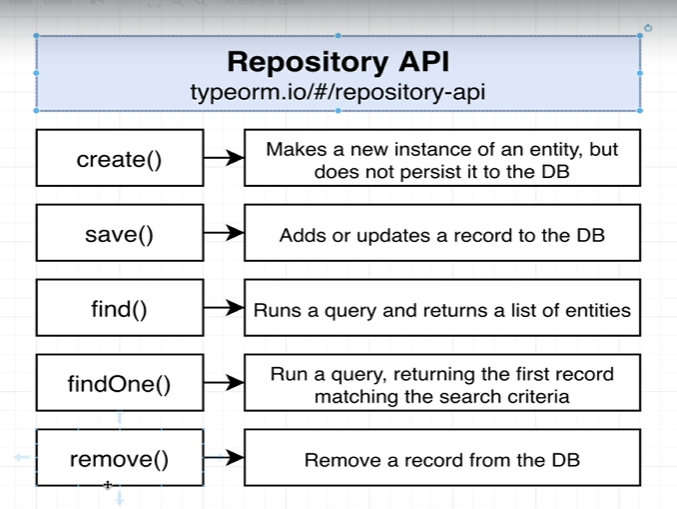 Repository API
typeorm.io/#/repository-api
create()
Makes a new instance of an entity, but
does not persist it to the DB
save()
Adds or updates a record to the DB
find()
Runs a query and returns a list of entities
findOne()
Run a query, returning the first record
matching the search criteria
remove()
Remove a record from the DB